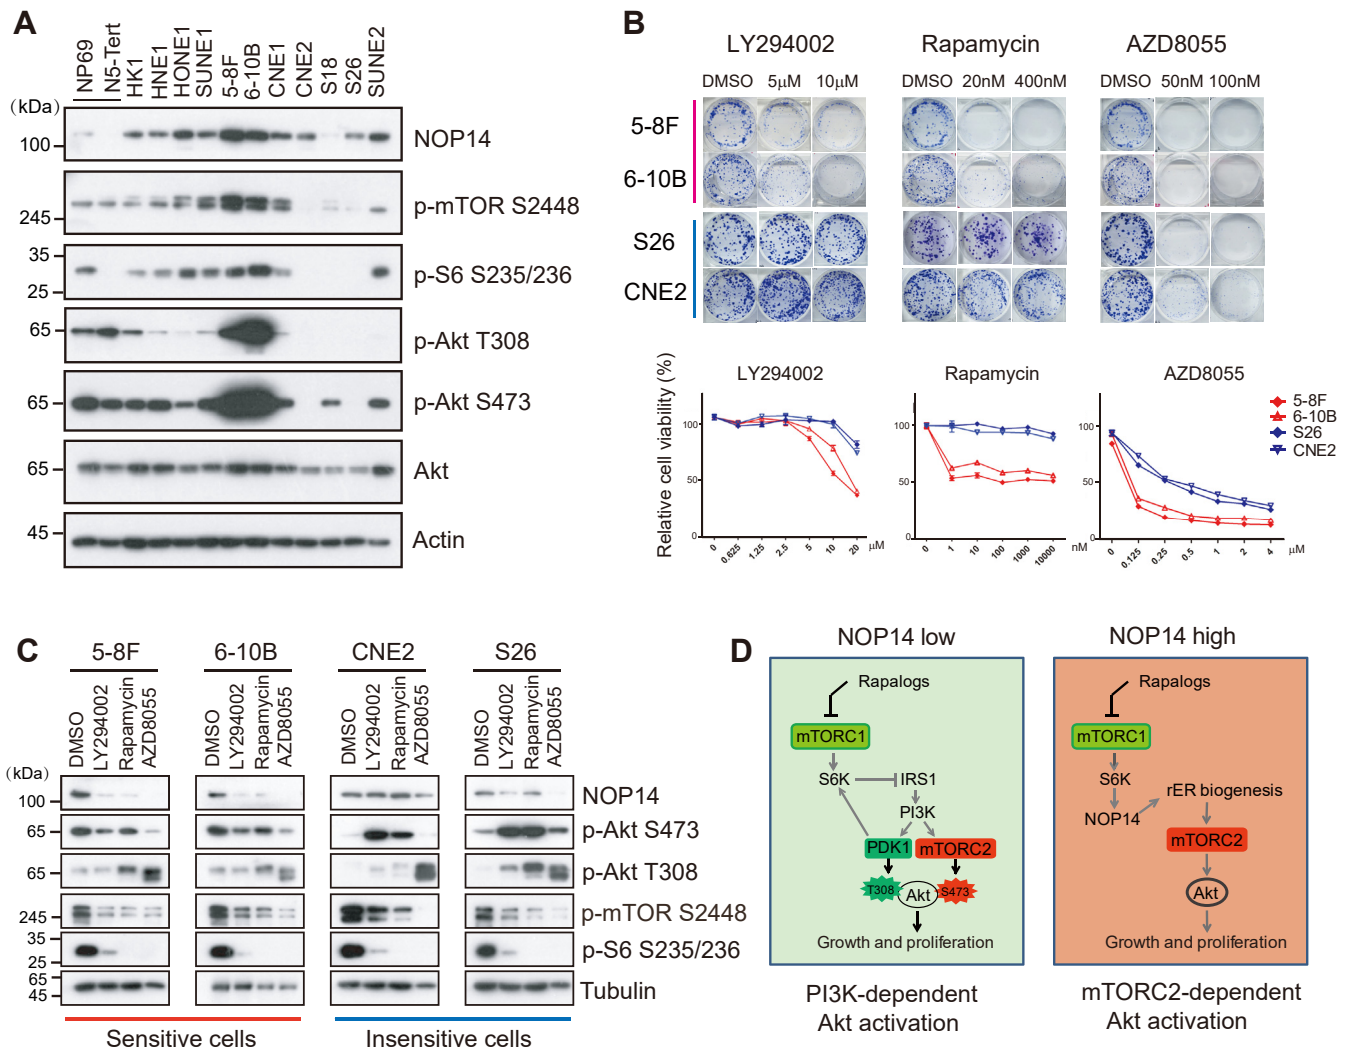 A
NP69
N5-Tert
HK1
HNE1
HONE1
SUNE1
5-8F
6-10B
CNE1
CNE2
S18
S26
SUNE2
(kDa)
100
NOP14
245
p-mTOR S2448
35
25
p-S6 S235/236
65
p-Akt T308
65
p-Akt S473
65
Akt
45
Actin
B
LY294002
Rapamycin
AZD8055
DMSO 5μM 10μM
DMSO 20nM 400nM
DMSO 50nM 100nM
5-8F
6-10B
S26
CNE2
Relative cell viability (%)
LY294002
100
50
0
0 0.625 1.25 2.5 5 10 20 μM
Rapamycin
100
50
0
0 1 10 100 1000 10000 nM
AZD8055
100
50
0
0 0.125 0.25 0.5 1 2 4 μM
5-8F
6-10B
S26
CNE2
C
5-8F
6-10B
CNE2
S26
DMSO
LY294002
Rapamycin
AZD8055
DMSO
LY294002
Rapamycin
AZD8055
DMSO
LY294002
Rapamycin
AZD8055
DMSO
LY294002
Rapamycin
AZD8055
(kDa)
100
NOP14
65
p-Akt S473
65
p-Akt T308
245
p-mTOR S2448
35
25
p-S6 S235/236
65
45
Tubulin
Sensitive cells
Insensitive cells
D
NOP14 low
Rapalogs
mTORC1
S6K
IRS1
PI3K
PDK1
mTORC2
T308
Akt
S473
Growth and proliferation
PI3K-dependent
Akt activation
NOP14 high
Rapalogs
mTORC1
S6K
rER biogenesis
NOP14
mTORC2
Akt
Growth and proliferation
mTORC2-dependent
Akt activation